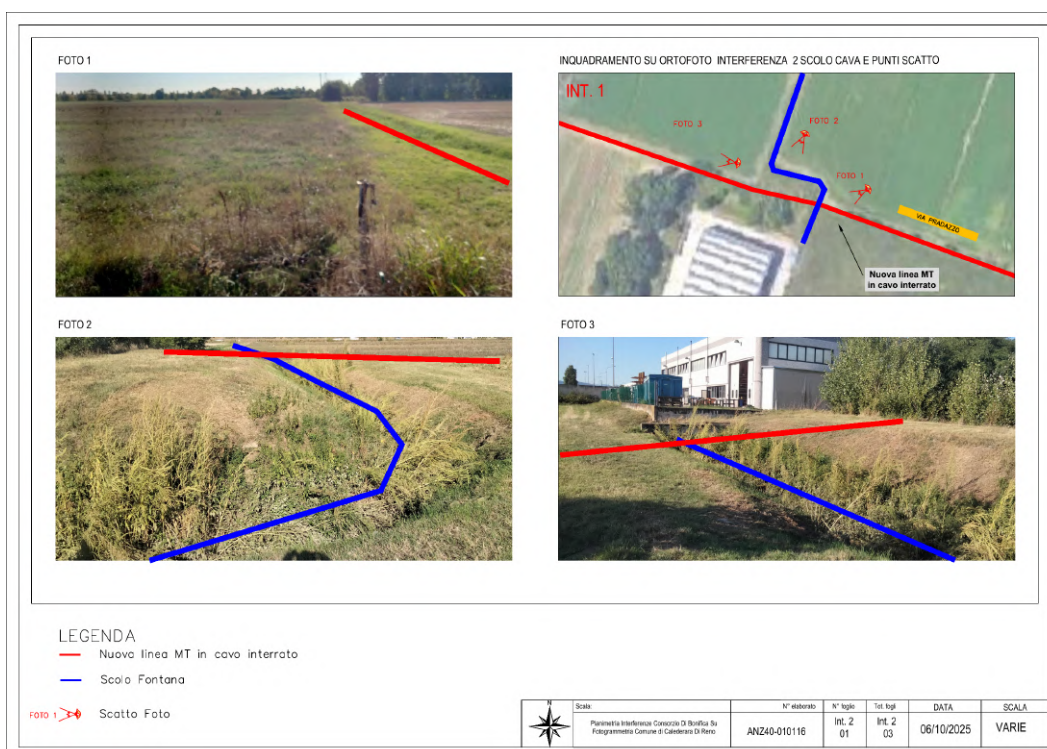 FOTO 1
INQUADRAMENTO SU ORTOFOTO INTERFERENZA 2 SCOLO CAVA E PUNTI SCATTO
INT. 1
FOTO 3
FOTO 2
FOTO 1
VIA PRADAZZO
Nuova linea MT
in cavo interrato
FOTO 2
FOTO 3
LEGENDA
Nuova linea MT in cavo interrato
Scolo Fontana
FOTO 1
Scatto Foto
N
Scala:
Planimetria Interferenze Consorzio Di Bonifica Su
Fotogrammetria Comune di Calederara Di Reno
N° elaborato
ANZ40-010116
N° foglio
Int. 2
01
Tot. fogli
Int. 2
03
DATA
06/10/2025
SCALA
VARIE